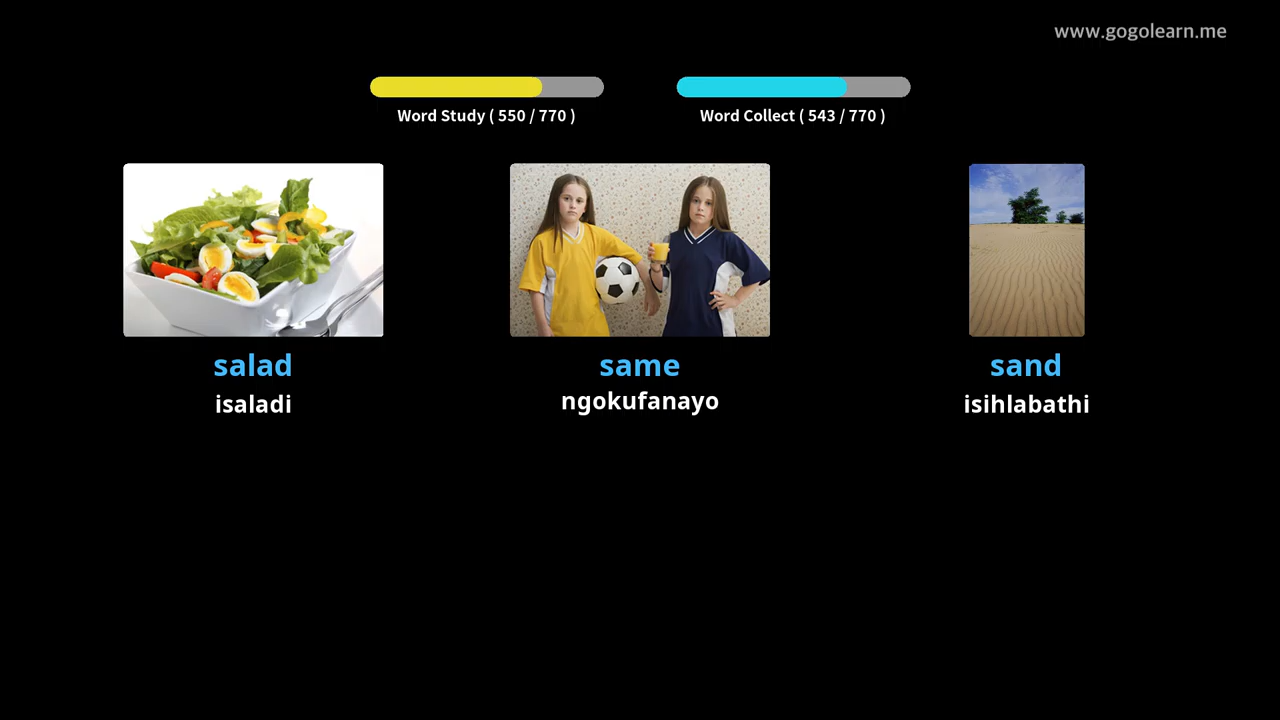 www.gogolearn.me
Word Study ( 550 / 770 )
Word Collect ( 543 / 770 )
salad
same
sand
isaladi
ngokufanayo
isihlabathi